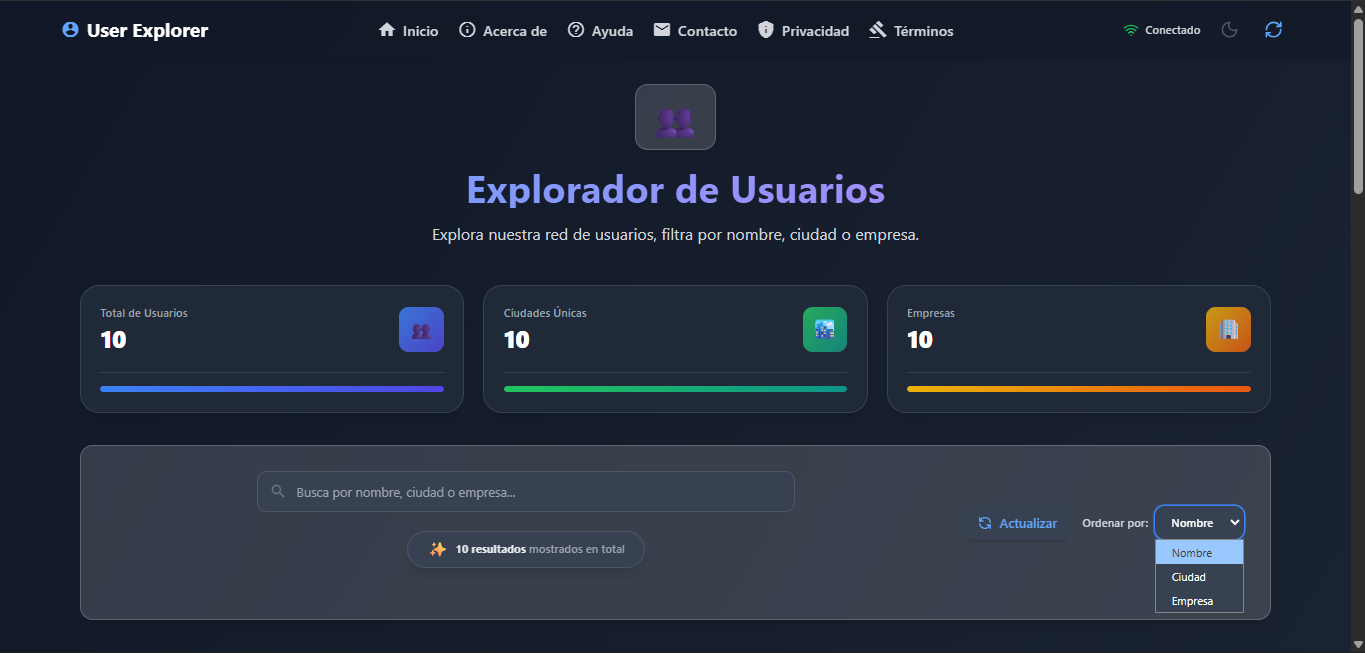 User Explorer
Inicio
Acerca de
Ayuda
Contacto
Privacidad
Términos
Conectado
Explorador de Usuarios
Explora nuestra red de usuarios, filtra por nombre, ciudad o empresa.
Total de Usuarios
10
Ciudades Únicas
10
Empresas
10
Busca por nombre, ciudad o empresa...
10 resultados mostrados en total
Actualizar
Ordenar por:
Nombre
Nombre
Ciudad
Empresa